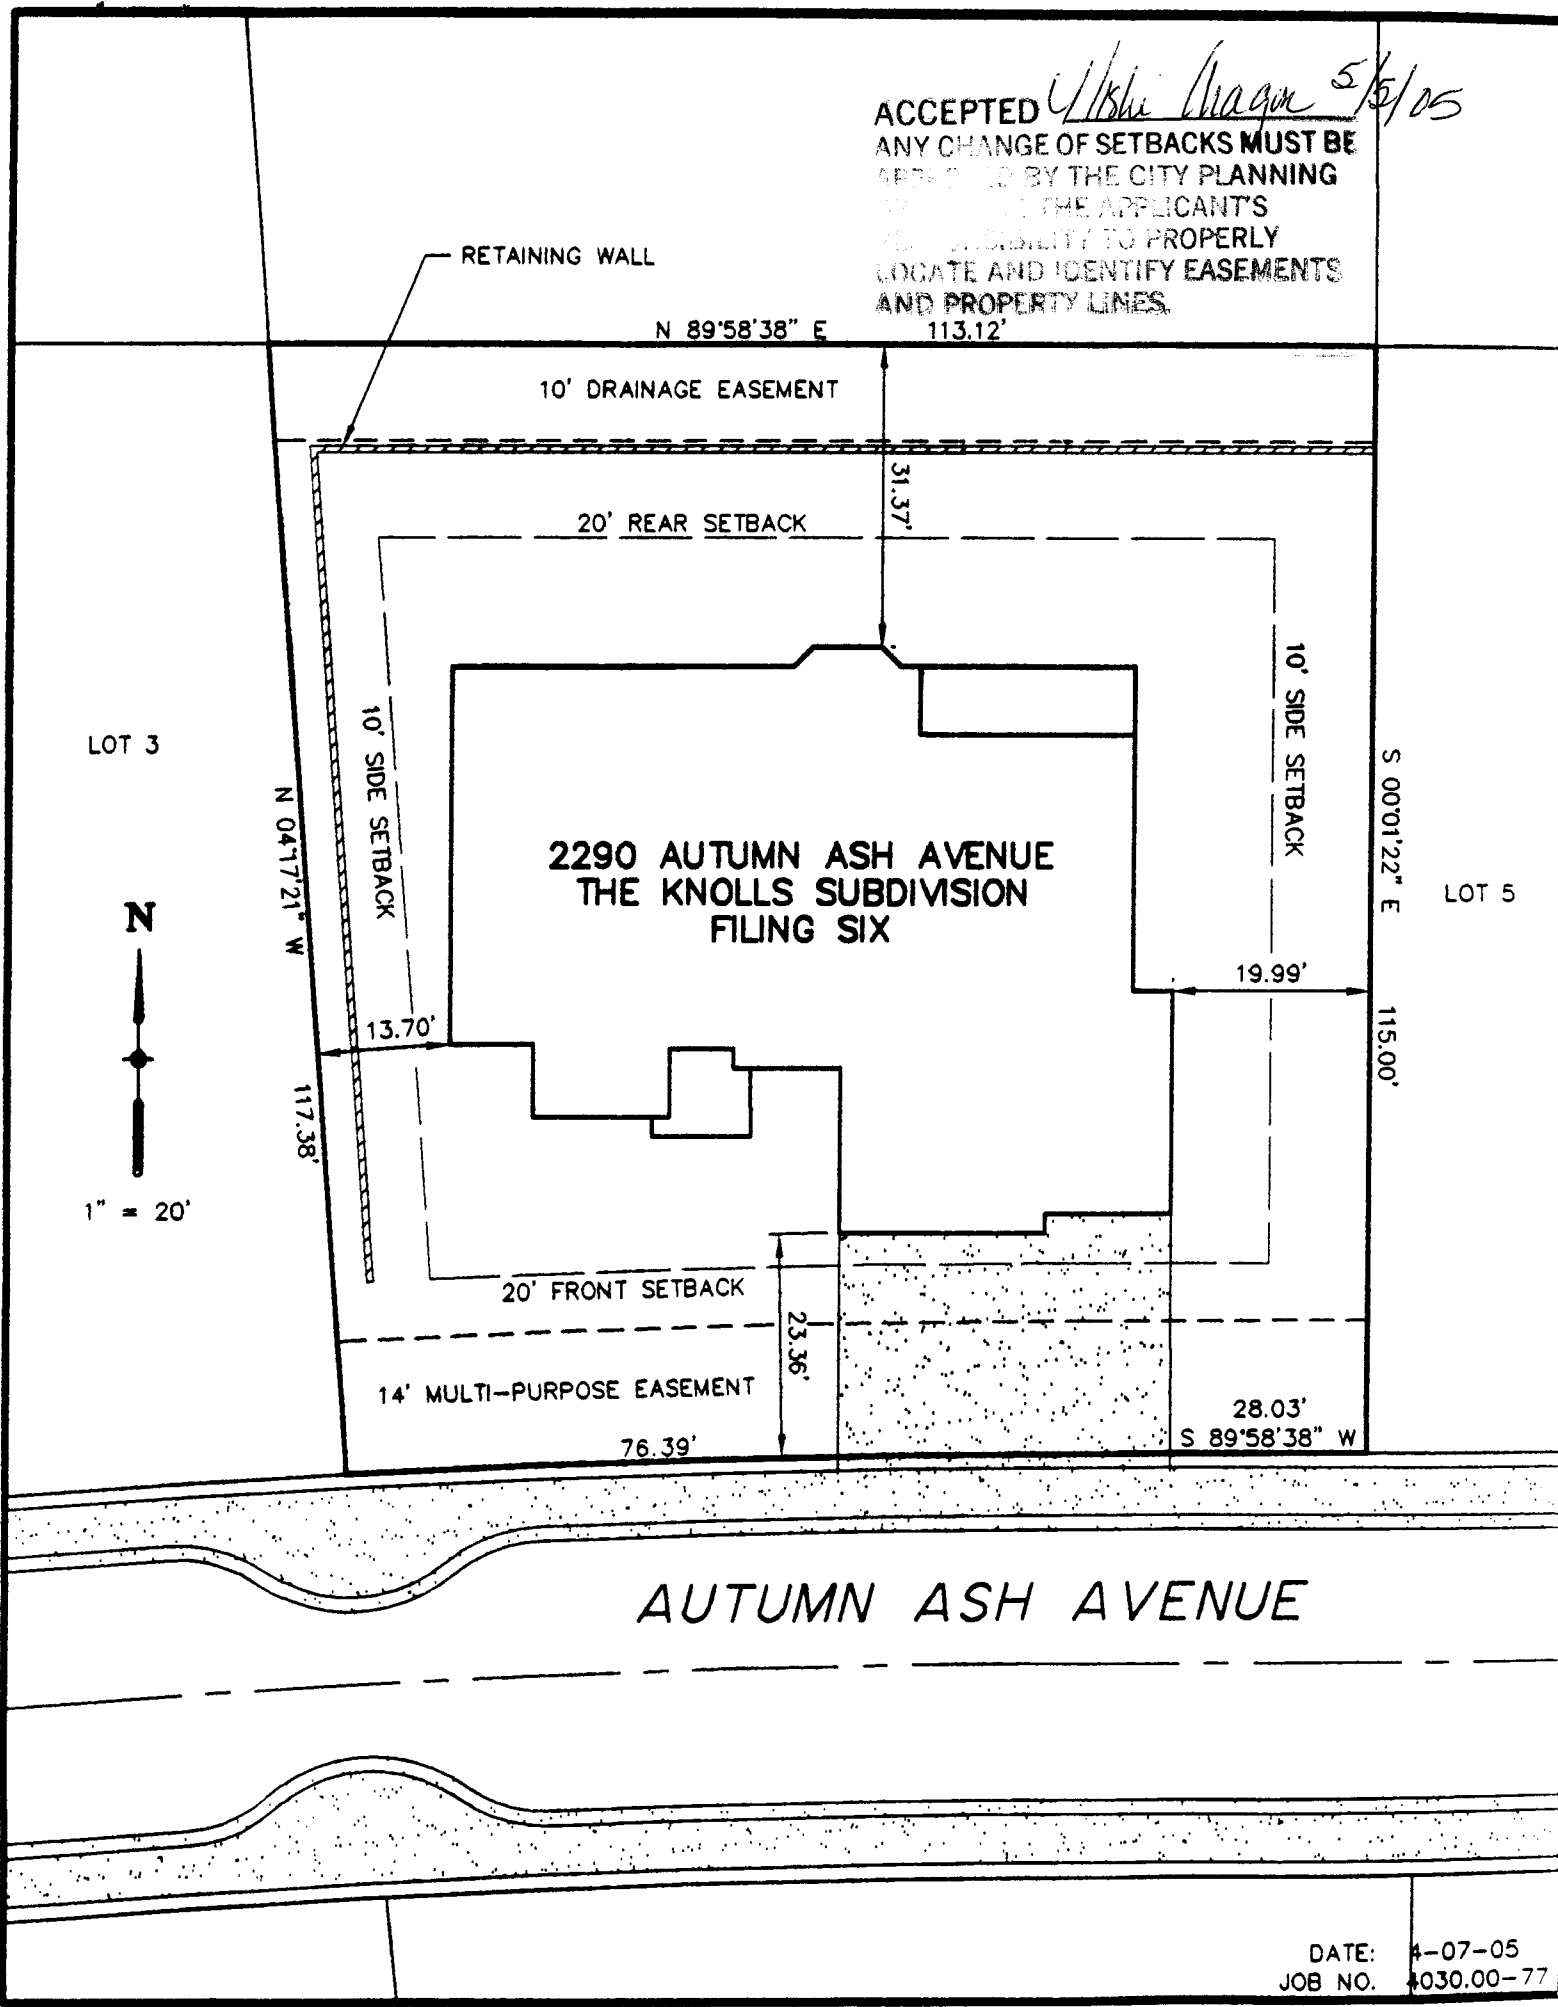 ACCEPTED 5/5/05
ANY CHANGE OF SETBACKS MUST BE
BY THE CITY PLANNING
THE APPLICANT'S
TO PROPERLY
LOCATE AND IDENTIFY EASEMENTS
AND PROPERTY LINES.
RETAINING WALL
N 89°58'38" E 113.12'
10' DRAINAGE EASEMENT
31.37'
20' REAR SETBACK
10' SIDE SETBACK
10' SIDE SETBACK
LOT 3
N 04°17'21" W
117.38'
S 00°01'22" E
115.00'
LOT 5
2290 AUTUMN ASH AVENUE
THE KNOLLS SUBDIVISION
FILING SIX
N
1" = 20'
19.99'
13.70'
20' FRONT SETBACK
23.36'
14' MULTI-PURPOSE EASEMENT
76.39'
28.03'
S 89°58'38" W
AUTUMN ASH AVENUE
DATE: 4-07-05
JOB NO. 4030.00-77